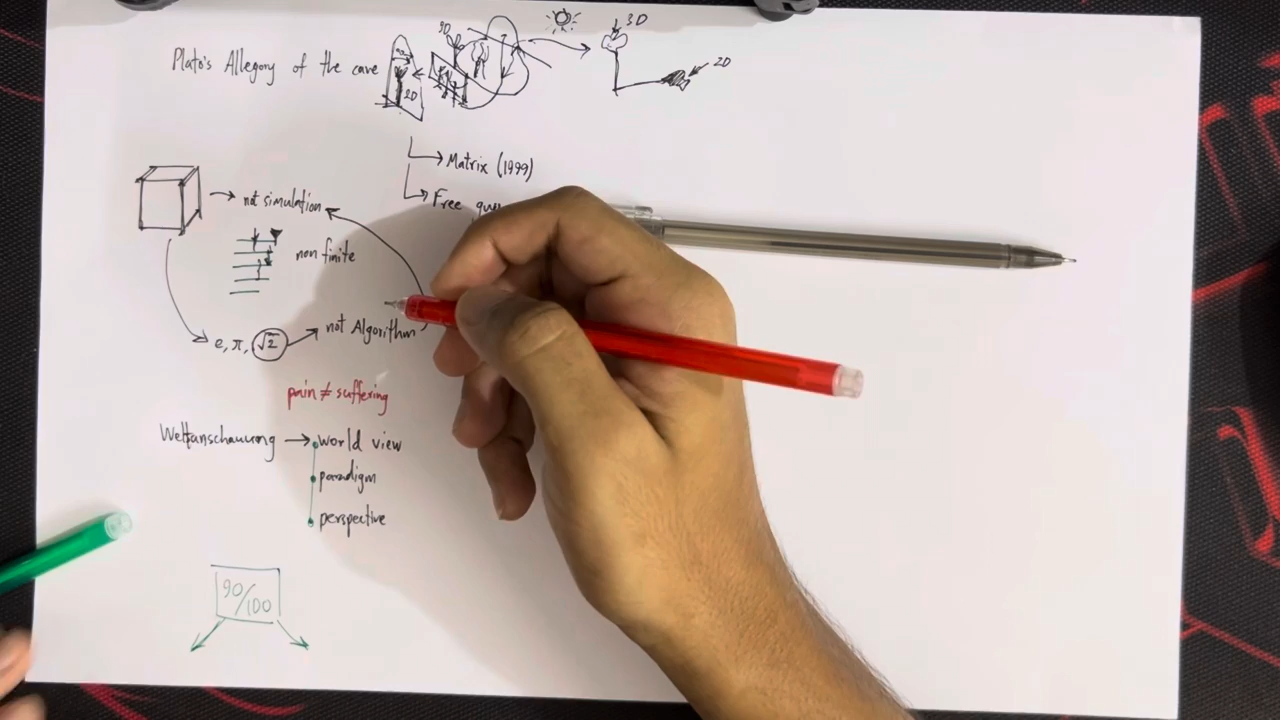 Plato's Allegory of the cave
3D
2D
3D
2D
Matrix (1999)
Free
not simulation
non finite
e, π, √2
not Algorithm
pain ≠ suffering
Weltanschauung → world view
paradigm
perspective
90/100